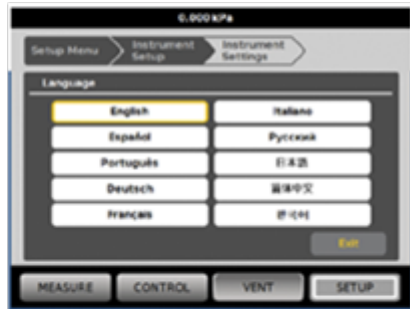 0.000 kPa
Setup Menu
Instrument Setup
Instrument Settings
Language
English
Italiano
Español
Русский
Português
日本語
Deutsch
简体中文
Français
한국어
Exit
MEASURE
CONTROL
VENT
SETUP